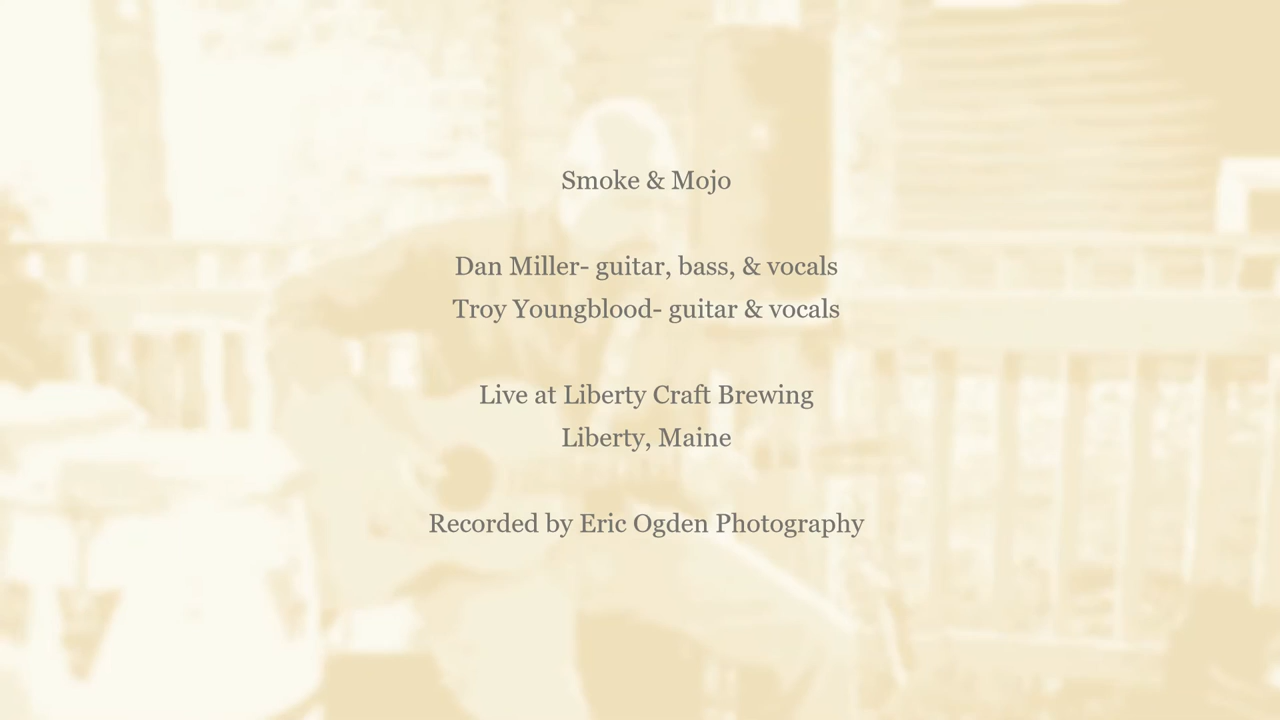 Smoke & Mojo
Dan Miller- guitar, bass, & vocals
Troy Youngblood- guitar & vocals
Live at Liberty Craft Brewing
Liberty, Maine
Recorded by Eric Ogden Photography